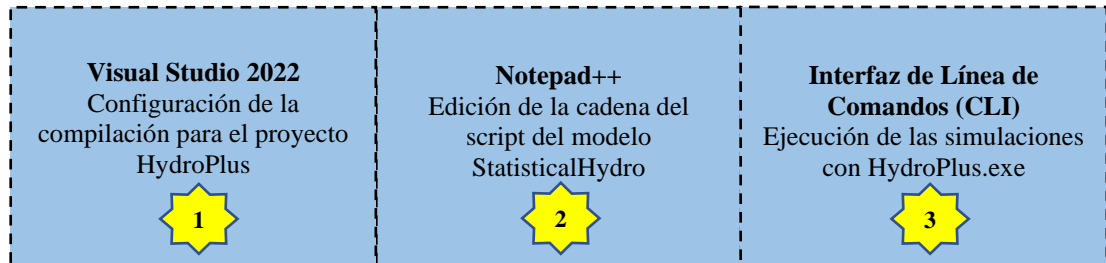 Visual Studio 2022
Configuración de la
compilación para el proyecto
HydroPlus
1
Notepad++
Edición de la cadena del
script del modelo
StatisticalHydro
2
Interfaz de Línea de
Comandos (CLI)
Ejecución de las simulaciones
con HydroPlus.exe
3